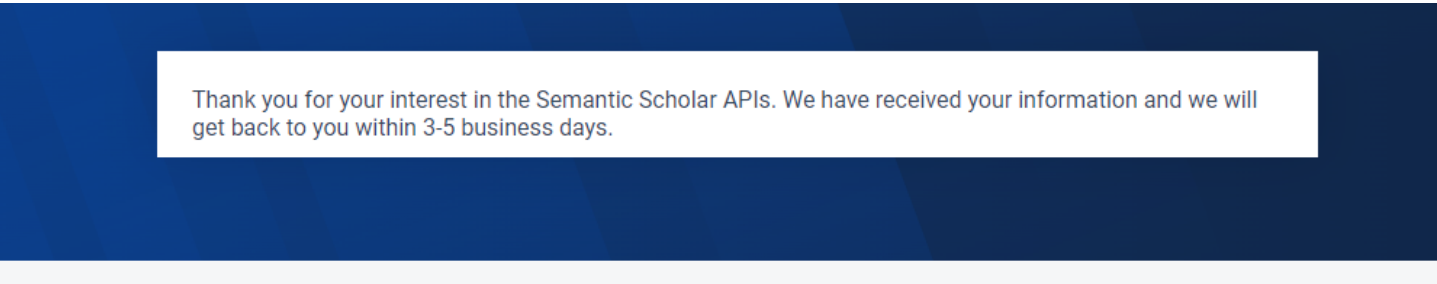 Thank you for your interest in the Semantic Scholar APIs. We have received your information and we will
get back to you within 3-5 business days.